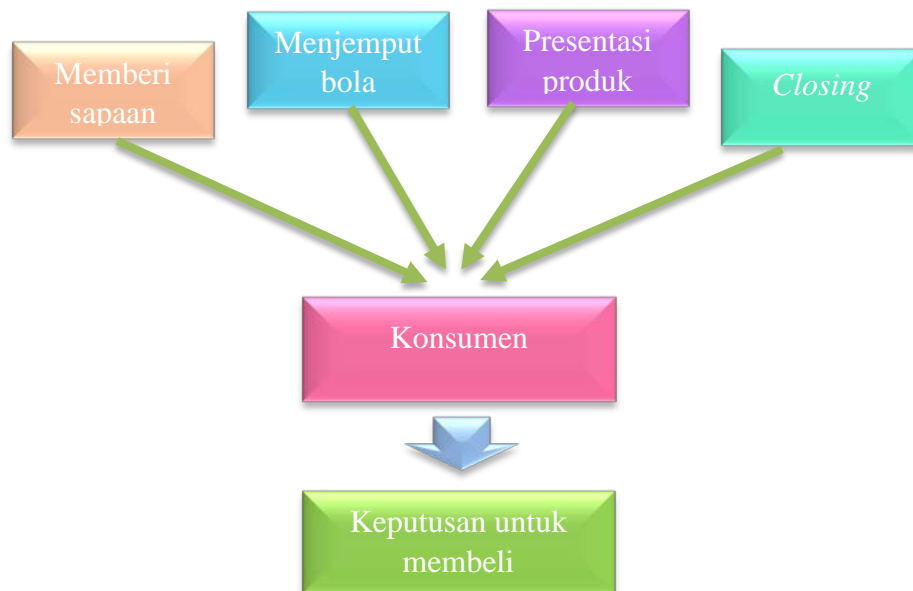 Memberi
sapaan
Menjemput
bola
Presentasi
produk
Closing
Konsumen
Keputusan untuk
membeli